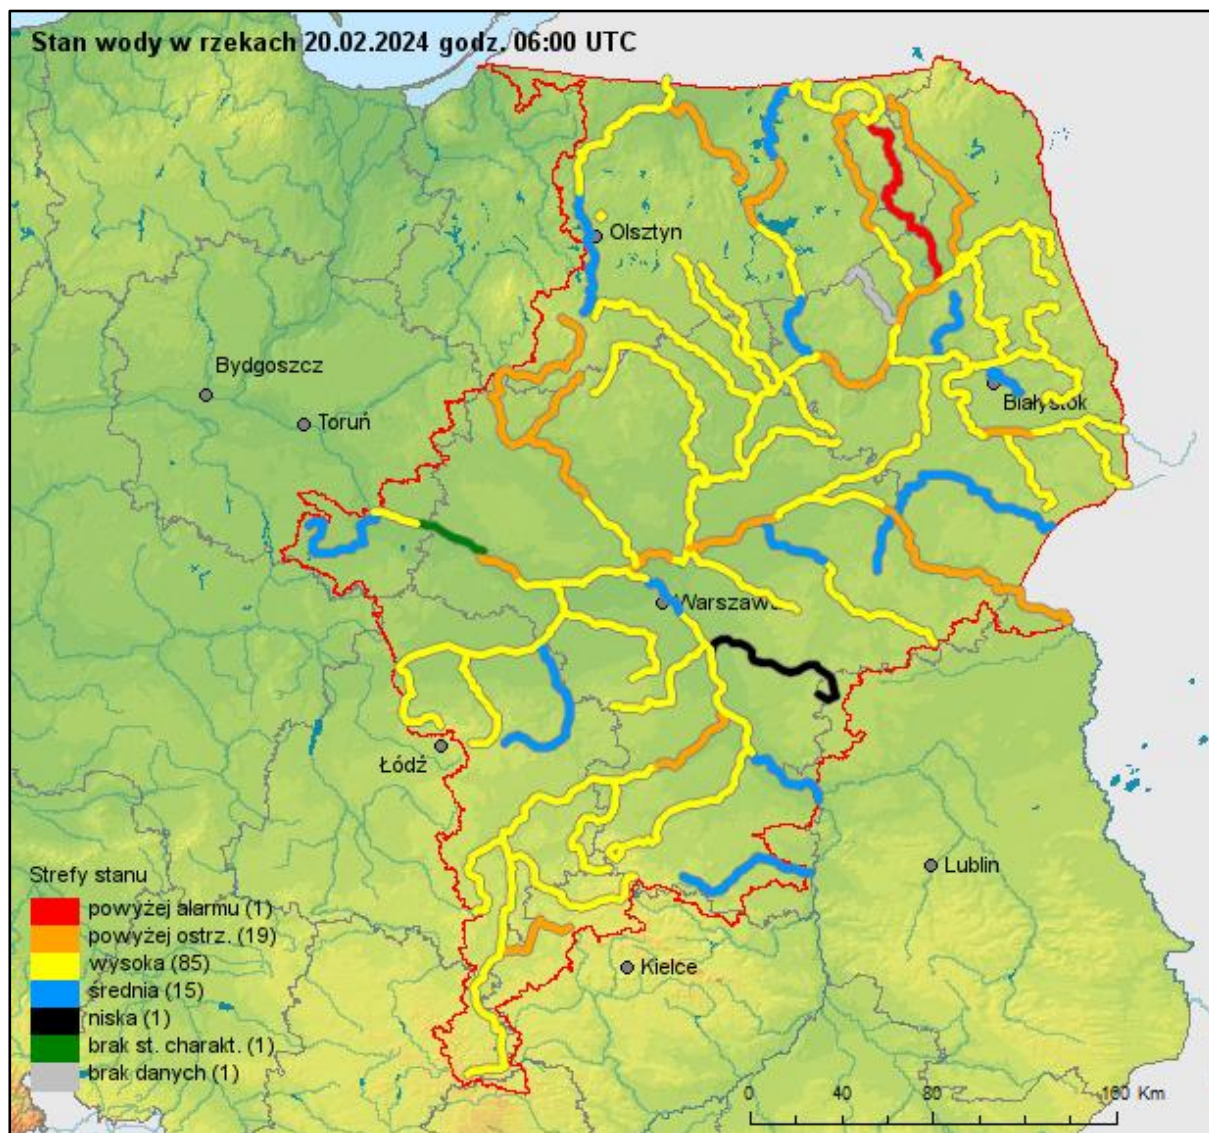 Stan wody w rzekach 20.02.2024 godz. 06:00 UTC
Olsztyn
Bydgoszcz
Toruń
Białystok
Warszawa
Łódź
Lublin
Kielce
Strefy stanu
powyżej alarmu (1)
powyżej ostrz. (19)
wysoka (85)
średnia (15)
niska (1)
brak st. charakt. (1)
brak danych (1)
0 40 80 160 Km